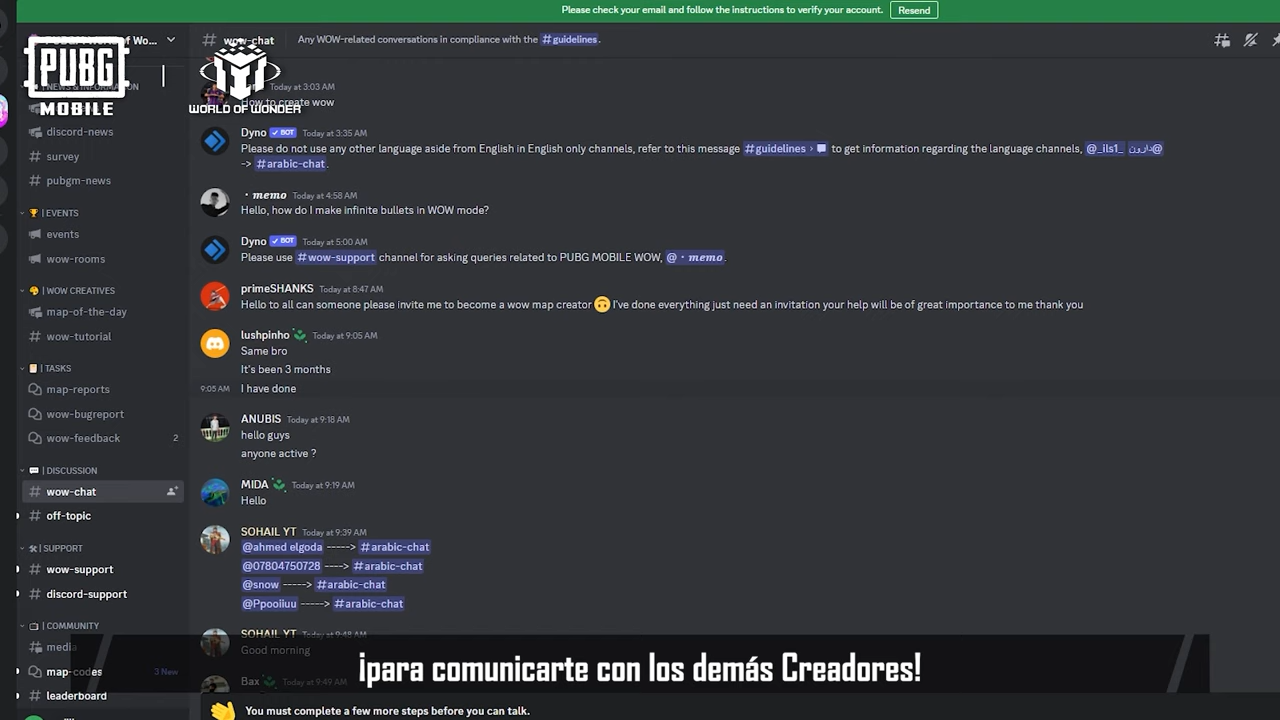 Please check your email and follow the instructions to verify your account.
Resend
wow-chat
Any WOW-related conversations in compliance with the #guidelines.
PUBG
MOBILE
WORLD OF WONDER
discord-news
survey
pubgm-news
EVENTS
events
wow-rooms
WOW CREATIVES
map-of-the-day
wow-tutorial
TASKS
map-reports
wow-bugreport
wow-feedback 2
DISCUSSION
wow-chat
off-topic
SUPPORT
wow-support
discord-support
COMMUNITY
media
map-codes 3 New
leaderboard
Today at 3:03 AM
How to create wow
Dyno BOT Today at 3:35 AM
Please do not use any other language aside from English in English only channels, refer to this message #guidelines › to get information regarding the language channels, @_ils1_ @دارون
-> #arabic-chat.
・memo Today at 4:58 AM
Hello, how do I make infinite bullets in WOW mode?
Dyno BOT Today at 5:00 AM
Please use #wow-support channel for asking queries related to PUBG MOBILE WOW, @・memo.
primeSHANKS Today at 8:47 AM
Hello to all can someone please invite me to become a wow map creator 🙃 I've done everything just need an invitation your help will be of great importance to me thank you
lushpinho Today at 9:05 AM
Same bro
It's been 3 months
9:05 AM I have done
ANUBIS Today at 9:18 AM
hello guys
anyone active ?
MIDA Today at 9:19 AM
Hello
SOHAIL YT Today at 9:39 AM
@ahmed elgoda -----> #arabic-chat
@07804750728 ----> #arabic-chat
@snow -----> #arabic-chat
@Ppooiiuu -----> #arabic-chat
SOHAIL YT Today at 9:48 AM
Good morning
Bax Today at 9:49 AM
¡para comunicarte con los demás Creadores!
You must complete a few more steps before you can talk.